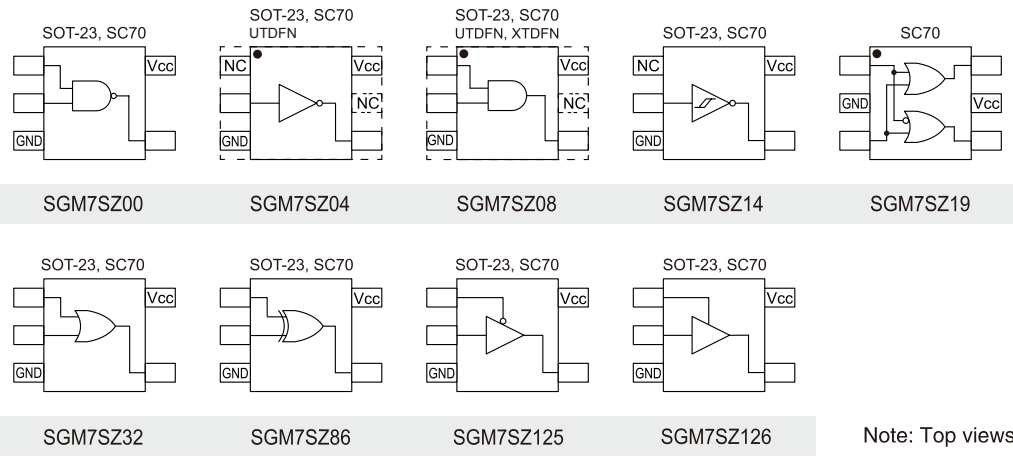 SOT-23, SC70
Vcc
GND
SGM7SZ00
SOT-23, SC70
UTDFN
NC
Vcc
NC
GND
SGM7SZ04
SOT-23, SC70
UTDFN, XTDFN
Vcc
NC
GND
SGM7SZ08
SOT-23, SC70
NC
Vcc
GND
SGM7SZ14
SC70
GND
Vcc
SGM7SZ19
SOT-23, SC70
Vcc
GND
SGM7SZ32
SOT-23, SC70
Vcc
GND
SGM7SZ86
SOT-23, SC70
Vcc
GND
SGM7SZ125
SOT-23, SC70
Vcc
GND
SGM7SZ126
Note: Top views